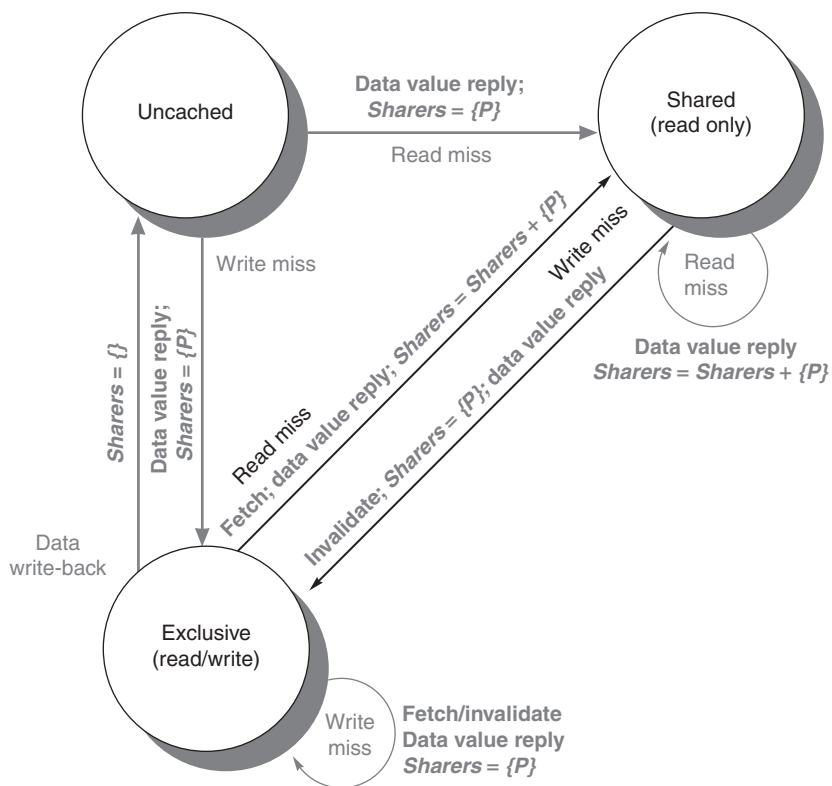 Uncached
Data value reply;
Sharers = {P}
Read miss
Shared
(read only)
Write miss
Read
miss
Data value reply
Sharers = Sharers + {P}
Write miss
Invalidate; Sharers = {P}; data value reply
Read miss
Fetch; data value reply; Sharers = Sharers + {P}
Sharers = {}
Data value reply;
Sharers = {P}
Data
write-back
Exclusive
(read/write)
Write
miss
Fetch/invalidate
Data value reply
Sharers = {P}